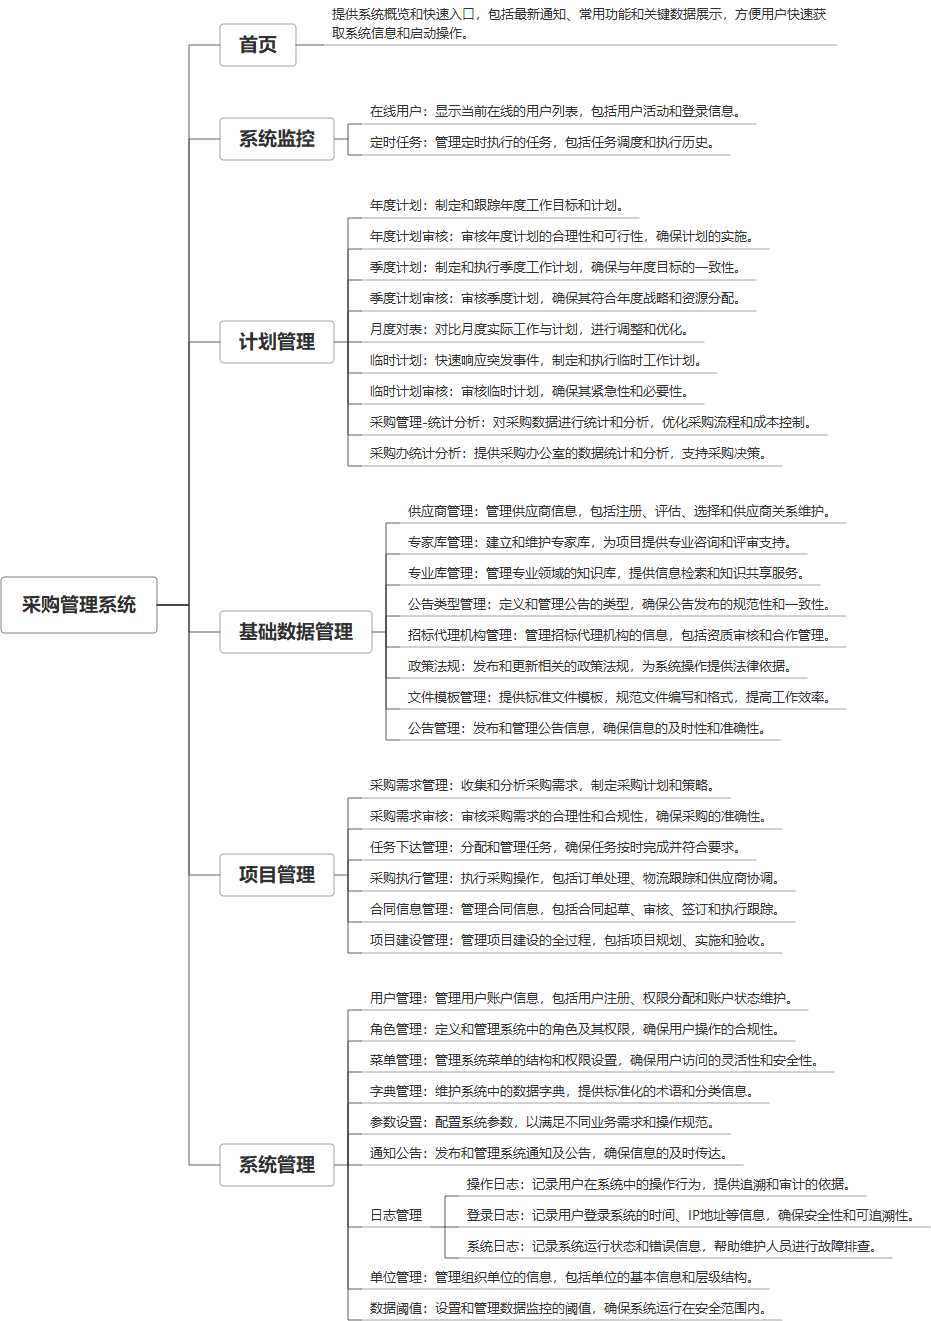 提供系统概览和快速入口，包括最新通知、常用功能和关键数据展示，方便用户快速获
取系统信息和启动操作。
首页
在线用户：显示当前在线的用户列表，包括用户活动和登录信息。
系统监控
定时任务：管理定时执行的任务，包括任务调度和执行历史。
年度计划：制定和跟踪年度工作目标和计划。
年度计划审核：审核年度计划的合理性和可行性，确保计划的实施。
季度计划：制定和执行季度工作计划，确保与年度目标的一致性。
季度计划审核：审核季度计划，确保其符合年度战略和资源分配。
月度对表：对比月度实际工作与计划，进行调整和优化。
计划管理
临时计划：快速响应突发事件，制定和执行临时工作计划。
临时计划审核：审核临时计划，确保其紧急性和必要性。
采购管理-统计分析：对采购数据进行统计和分析，优化采购流程和成本控制。
采购办统计分析：提供采购办公室的数据统计和分析，支持采购决策。
供应商管理：管理供应商信息，包括注册、评估、选择和供应商关系维护。
专家库管理：建立和维护专家库，为项目提供专业咨询和评审支持。
专业库管理：管理专业领域的知识库，提供信息检索和知识共享服务。
公告类型管理：定义和管理公告的类型，确保公告发布的规范性和一致性。
采购管理系统
基础数据管理
招标代理机构管理：管理招标代理机构的信息，包括资质审核和合作管理。
政策法规：发布和更新相关的政策法规，为系统操作提供法律依据。
文件模板管理：提供标准文件模板，规范文件编写和格式，提高工作效率。
公告管理：发布和管理公告信息，确保信息的及时性和准确性。
采购需求管理：收集和分析采购需求，制定采购计划和策略。
采购需求审核：审核采购需求的合理性和合规性，确保采购的准确性。
任务下达管理：分配和管理任务，确保任务按时完成并符合要求。
项目管理
采购执行管理：执行采购操作，包括订单处理、物流跟踪和供应商协调。
合同信息管理：管理合同信息，包括合同起草、审核、签订和执行跟踪。
项目建设管理：管理项目建设的全过程，包括项目规划、实施和验收。
用户管理：管理用户账户信息，包括用户注册、权限分配和账户状态维护。
角色管理：定义和管理系统中的角色及其权限，确保用户操作的合规性。
菜单管理：管理系统菜单的结构和权限设置，确保用户访问的灵活性和安全性。
字典管理：维护系统中的数据字典，提供标准化的术语和分类信息。
参数设置：配置系统参数，以满足不同业务需求和操作规范。
通知公告：发布和管理系统通知及公告，确保信息的及时传达。
系统管理
操作日志：记录用户在系统中的操作行为，提供追溯和审计的依据。
日志管理
登录日志：记录用户登录系统的时间、IP地址等信息，确保安全性和可追溯性。
系统日志：记录系统运行状态和错误信息，帮助维护人员进行故障排查。
单位管理：管理组织单位的信息，包括单位的基本信息和层级结构。
数据阈值：设置和管理数据监控的阈值，确保系统运行在安全范围内。